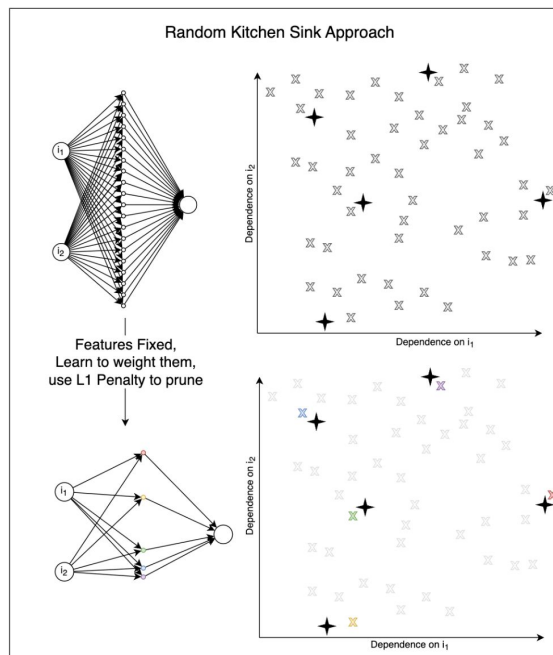 Random Kitchen Sink Approach
i1
i2
Dependence on i2
Dependence on i1
Features Fixed,
Learn to weight them,
use L1 Penalty to prune
i1
i2
Dependence on i2
Dependence on i1